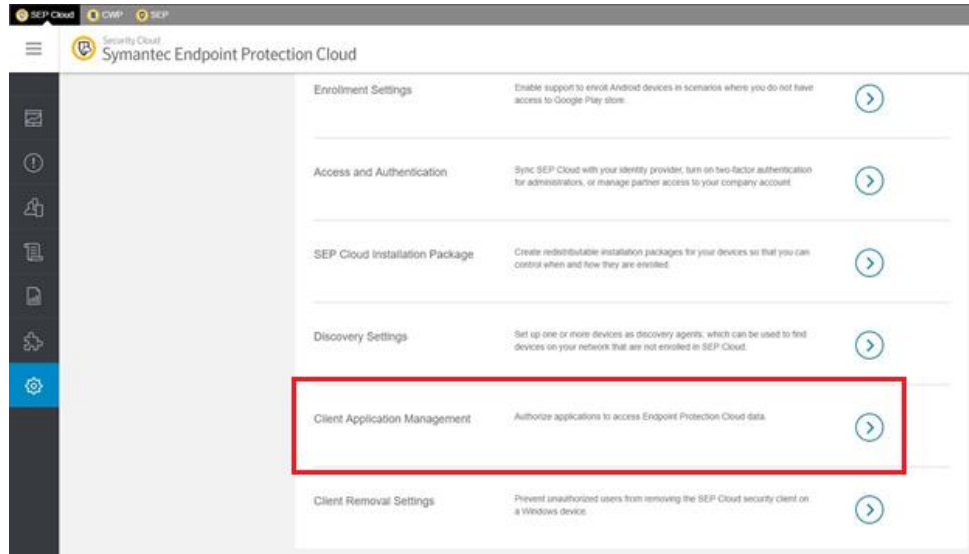 SEP Cloud CWP SEP
Security Cloud
Symantec Endpoint Protection Cloud
Enrollment Settings
Enable support to enroll Android devices in scenarios where you do not have
access to Google Play store.
Access and Authentication
Sync SEP Cloud with your identity provider, turn on two-factor authentication
for administrators, or manage partner access to your company account
SEP Cloud Installation Package
Create redistributable installation packages for your devices so that you can
control when and how they are enrolled.
Discovery Settings
Set up one or more devices as discovery agents, which can be used to find
devices on your network that are not enrolled in SEP Cloud.
Client Application Management
Authorize applications to access Endpoint Protection Cloud data.
Client Removal Settings
Prevent unauthorized users from removing the SEP Cloud security client on
a Windows device.